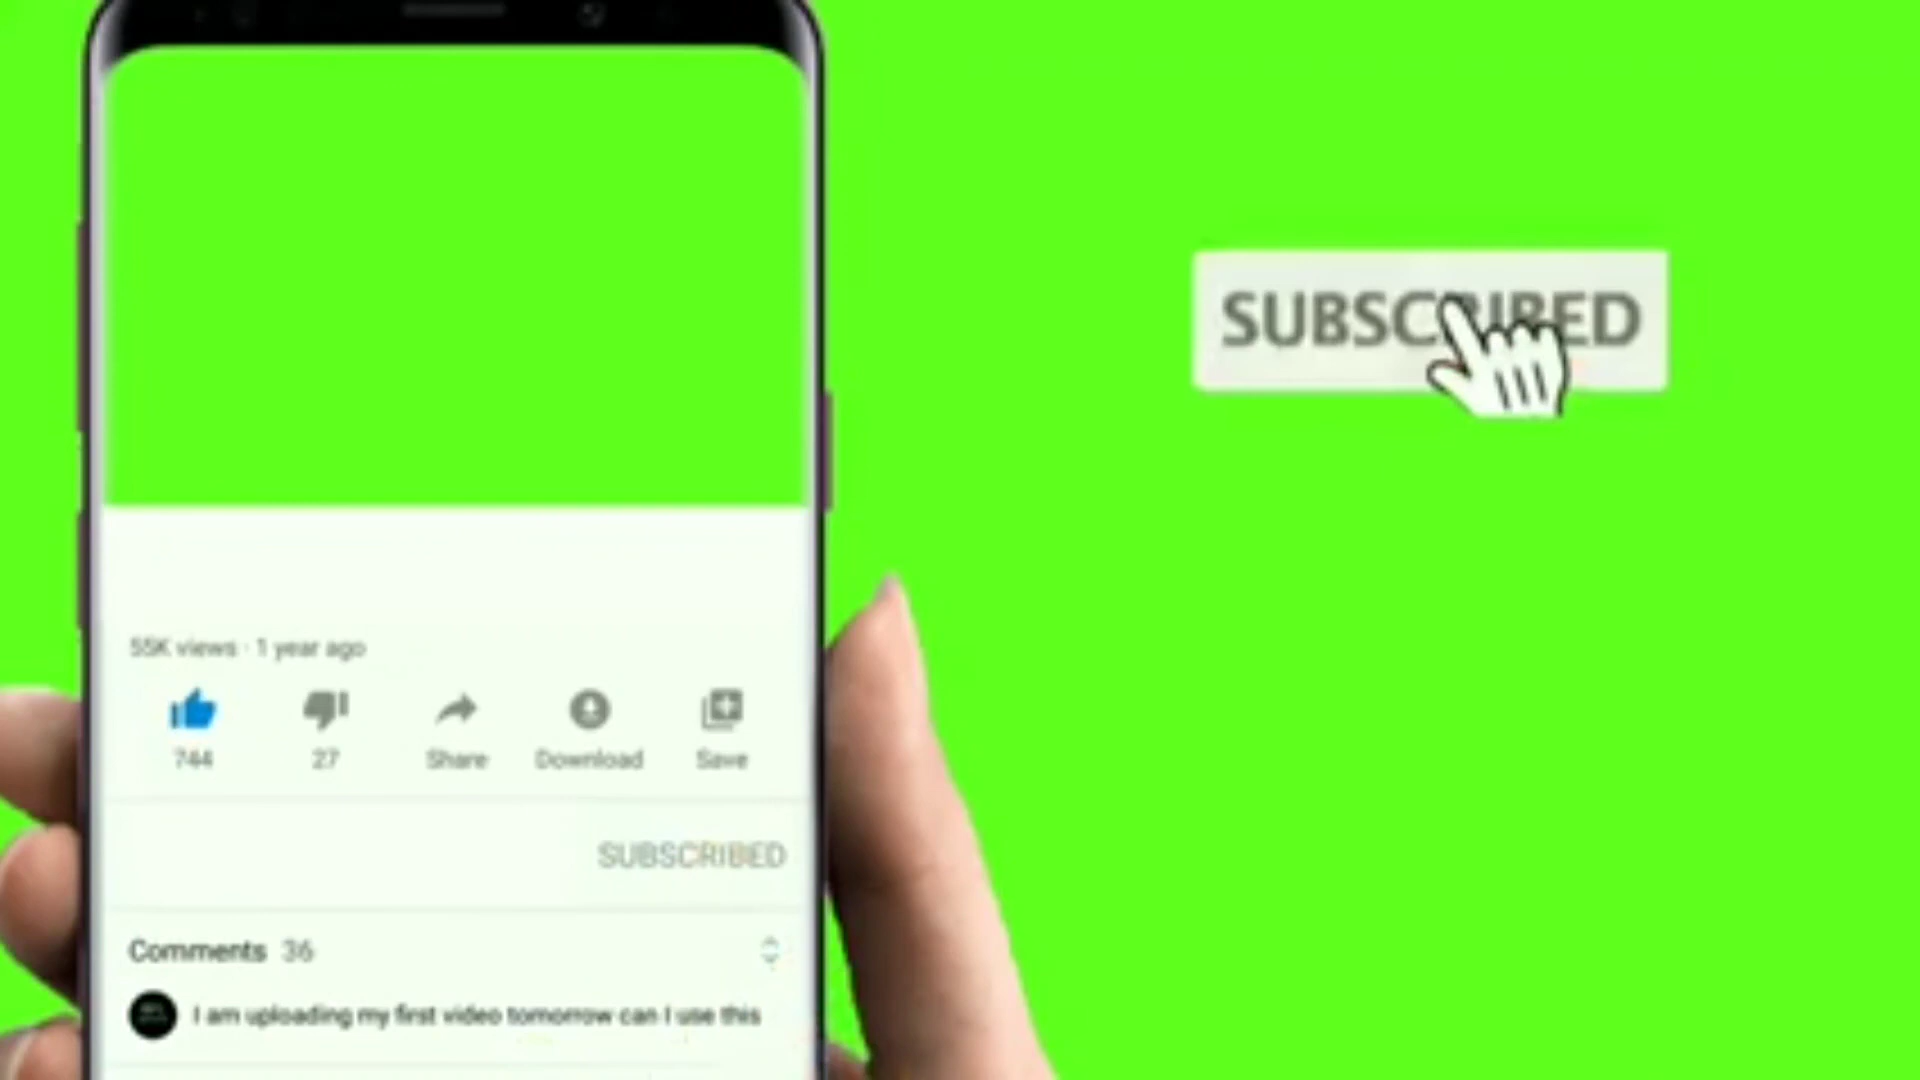 SUBSCRIBED
55K views · 1 year ago
744 27 Share Download Save
SUBSCRIBED
Comments 36
I am uploading my first video tomorrow can I use this